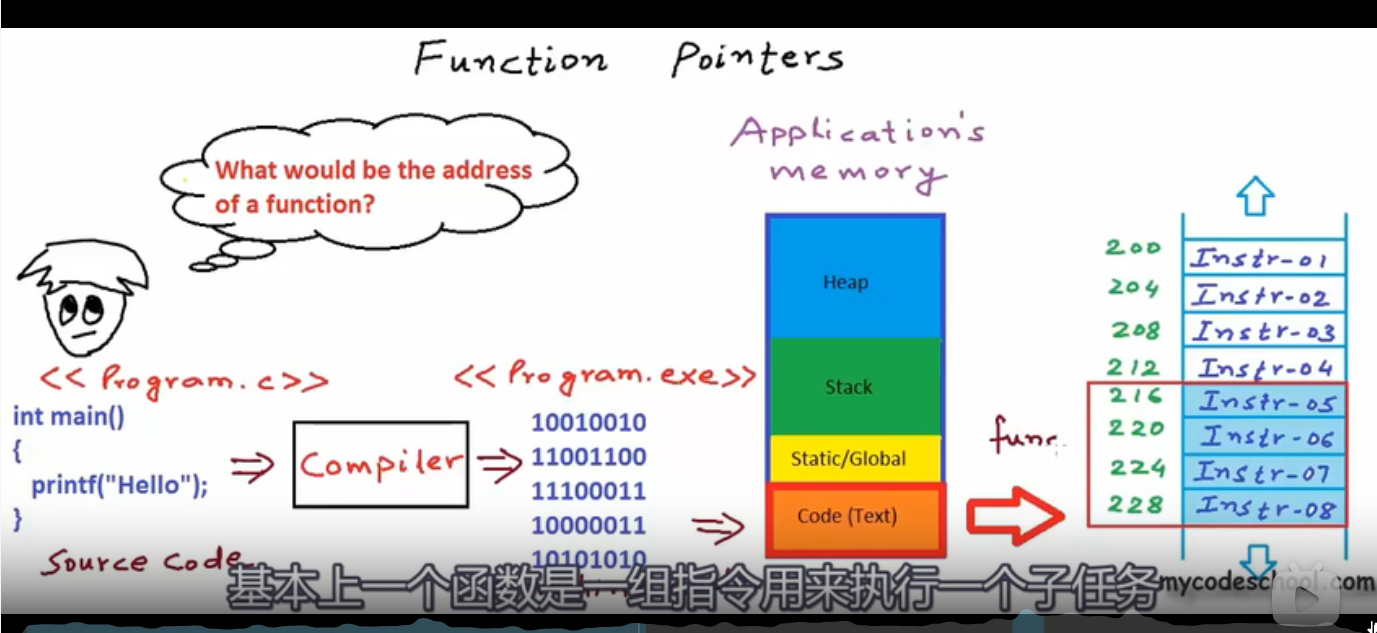 Function Pointers
What would be the address
of a function?
Application's
memory
Heap
Stack
Static/Global
Code (Text)
<< Program.c>>
int main()
{
printf("Hello");
}
Source Code
Compiler
<< Program.exe>>
10010010
11001100
11100011
10000011
10101010
func
200 Instr-01
204 Instr-02
208 Instr-03
212 Instr-04
216 Instr-05
220 Instr-06
224 Instr-07
228 Instr-08
基本上一个函数是一组指令用来执行一个子任务
mycodeschool.com